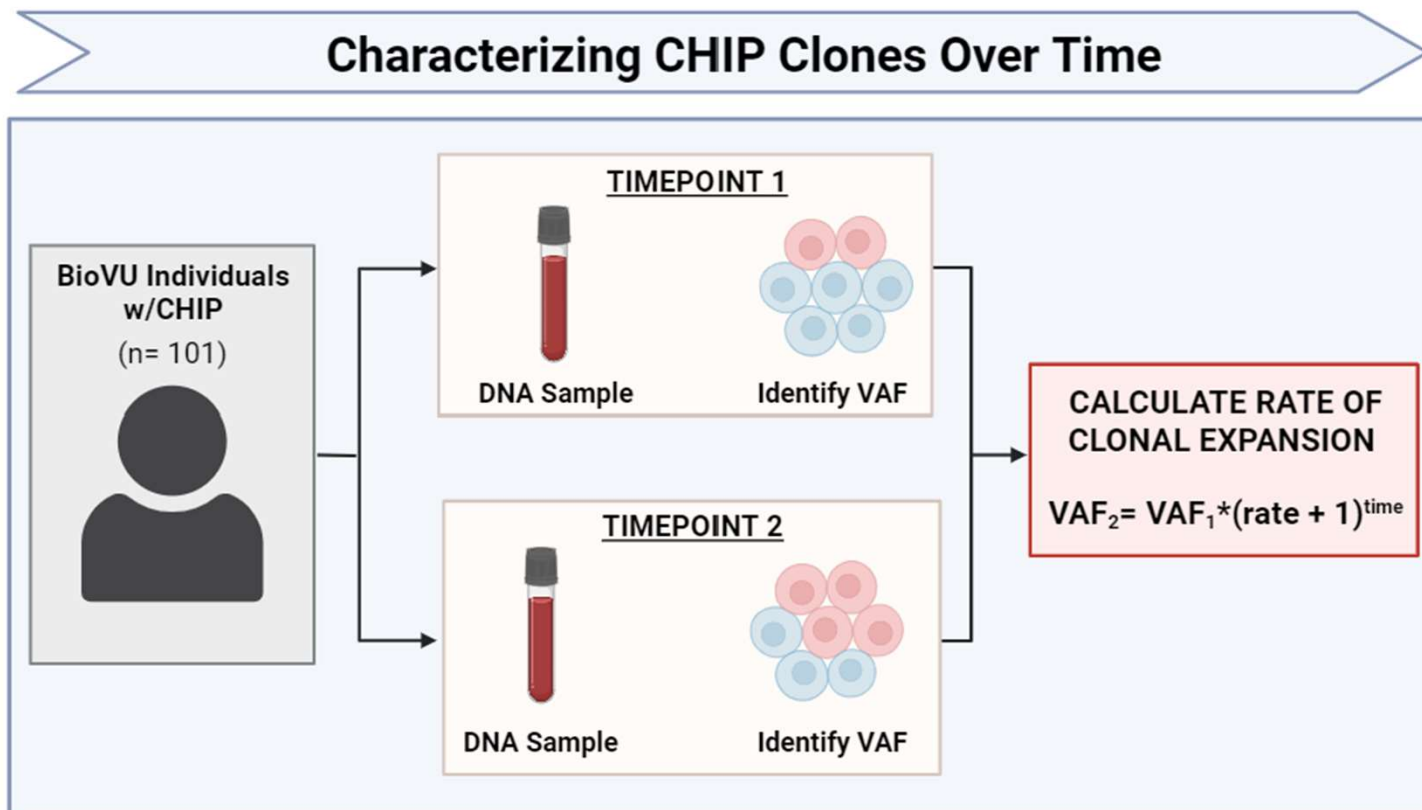 Characterizing CHIP Clones Over Time
BioVU Individuals
w/CHIP
(n= 101)
TIMEPOINT 1
DNA Sample
Identify VAF
TIMEPOINT 2
DNA Sample
Identify VAF
CALCULATE RATE OF
CLONAL EXPANSION
VAF₂= VAF₁*(rate + 1)ᵗⁱᵐᵉ